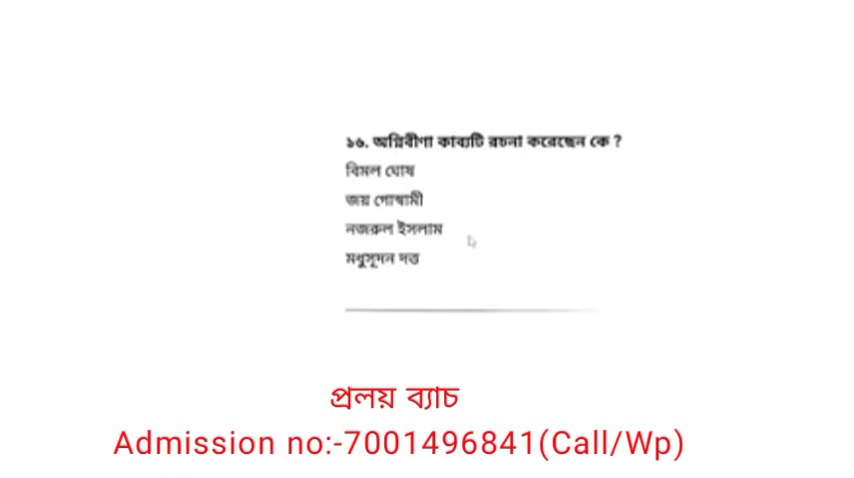 ১৬. অগ্নিবীণা কাব্যটি রচনা করেছেন কে ?
বিমল ঘোষ
জয় গোস্বামী
নজরুল ইসলাম
মধুসূদন দত্ত
প্রলয় ব্যাচ
Admission no:-7001496841(Call/Wp)